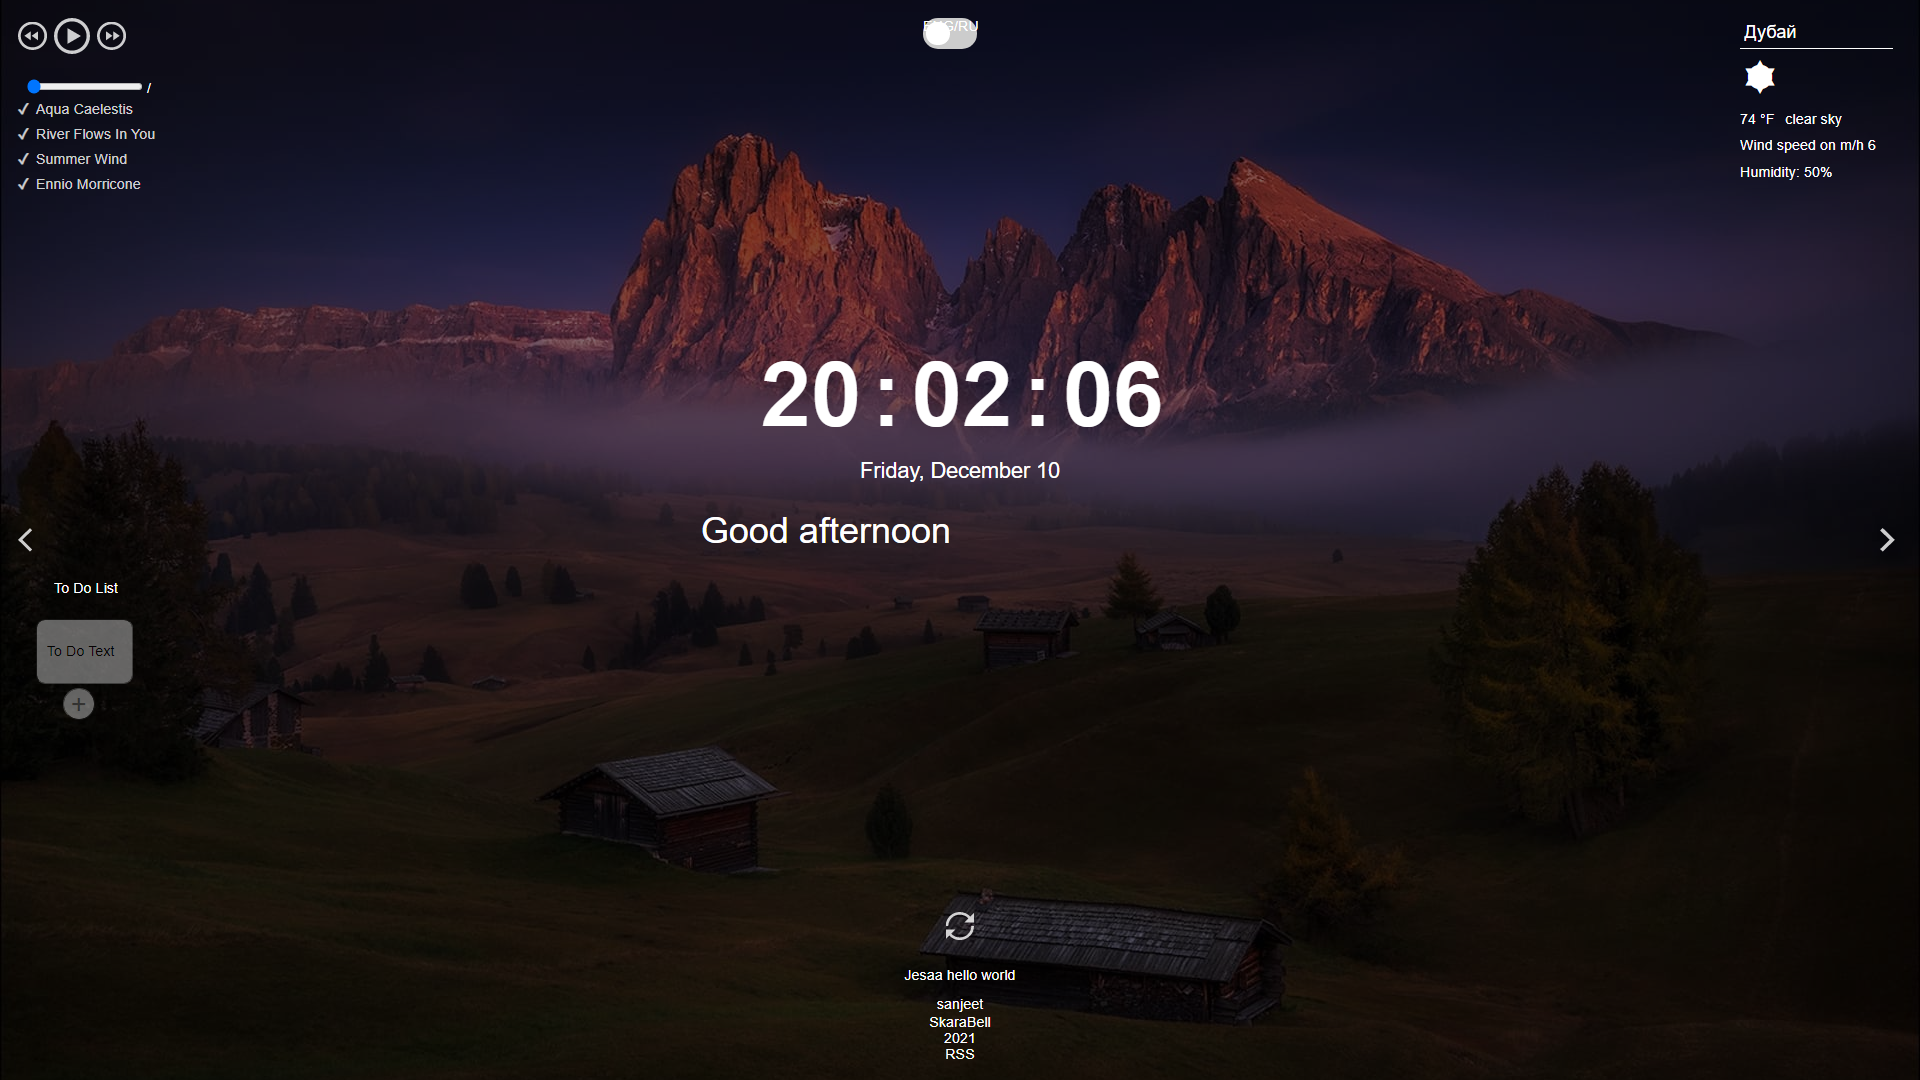 ENG/RU
Дубай
/
Aqua Caelestis
River Flows In You
Summer Wind
Ennio Morricone
74 °F clear sky
Wind speed on m/h 6
Humidity: 50%
20:02:06
Friday, December 10
Good afternoon
To Do List
To Do Text
Jesaa hello world
sanjeet
SkaraBell
2021
RSS